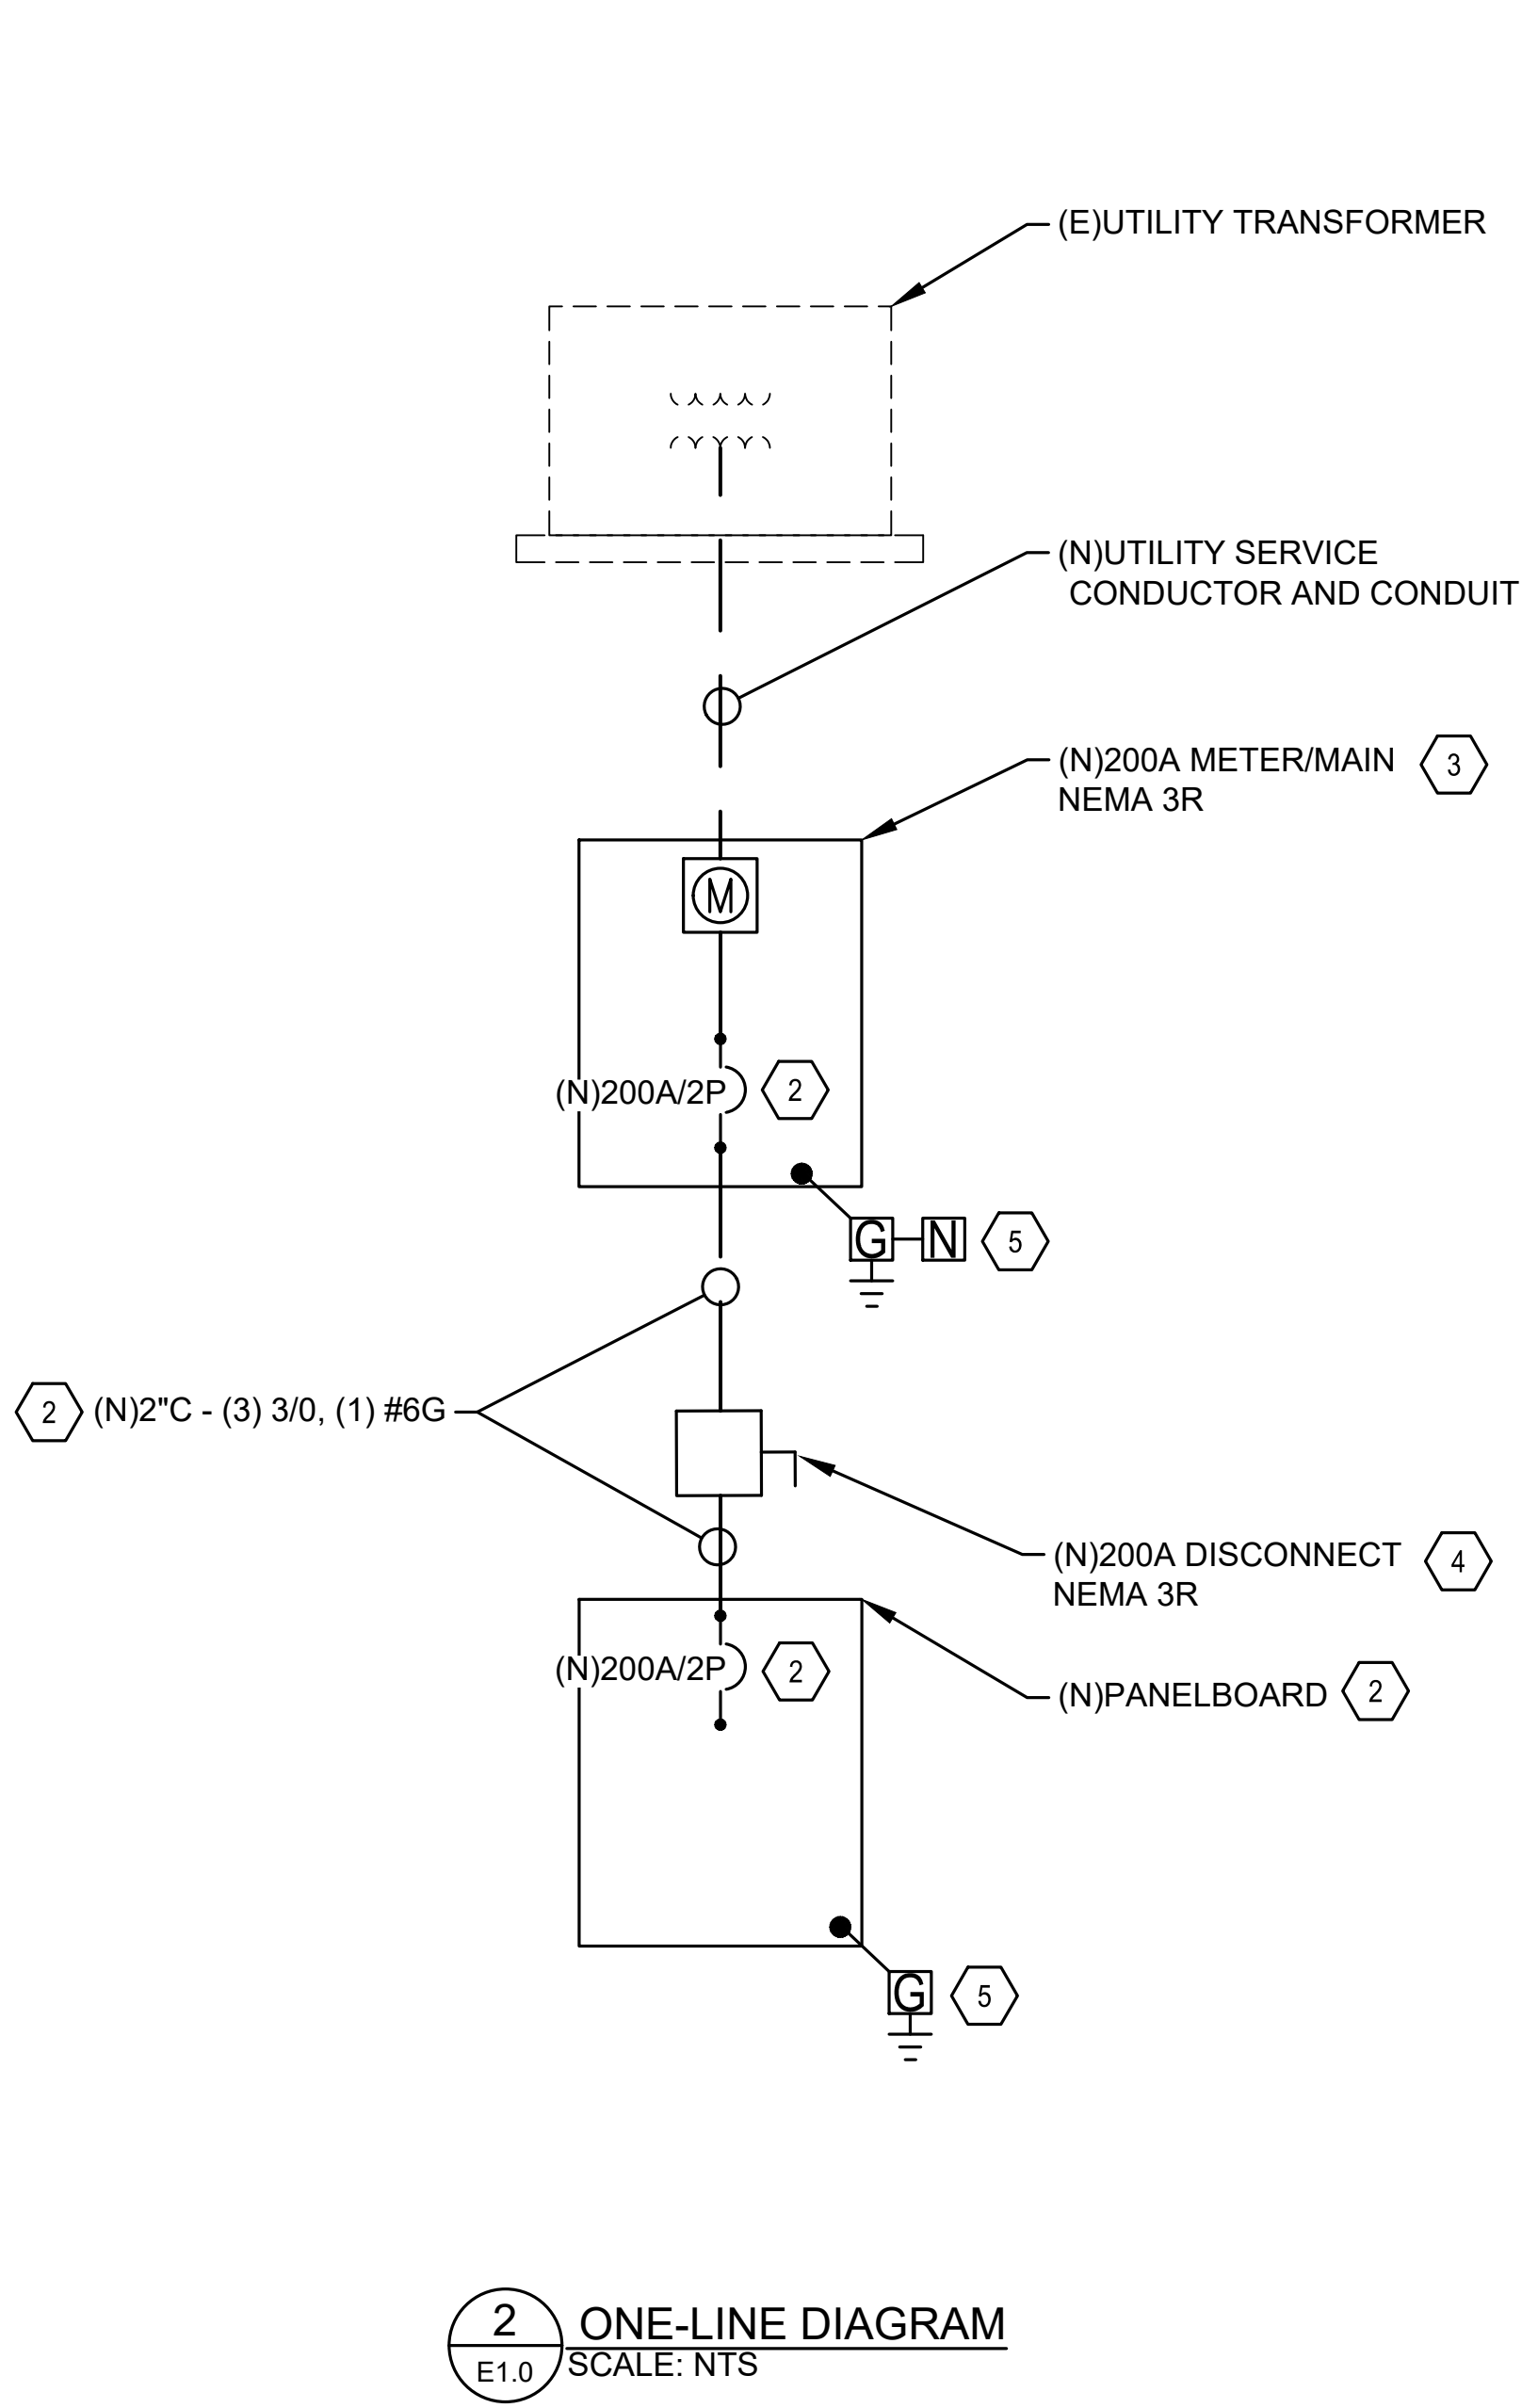 (E)UTILITY TRANSFORMER
(N)UTILITY SERVICE
CONDUCTOR AND CONDUIT
(N)200A METER/MAIN
NEMA 3R
3
M
(N)200A/2P
2
G
N
5
2
(N)2"C - (3) 3/0, (1) #6G
(N)200A DISCONNECT
NEMA 3R
4
(N)200A/2P
2
(N)PANELBOARD
2
G
5
2
E1.0
ONE-LINE DIAGRAM
SCALE: NTS